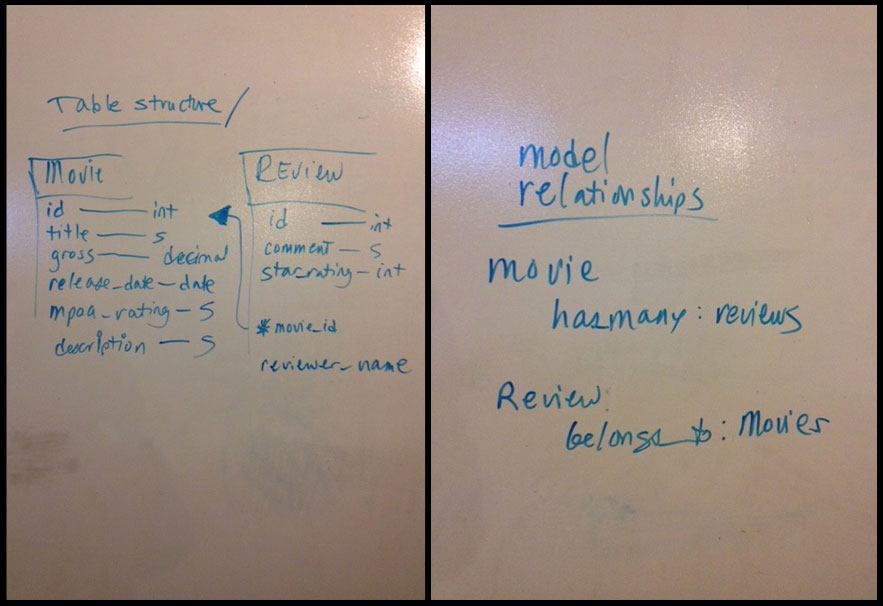 Table structure/
Movie
id — int
title — s
gross — decimal
release_date — date
mpaa_rating — S
description — S
REView
id — int
comment — S
starrating — int
* movie_id
reviewer_name
model
relationships
movie
hasmany : reviews
Review
belongs_to : Movies